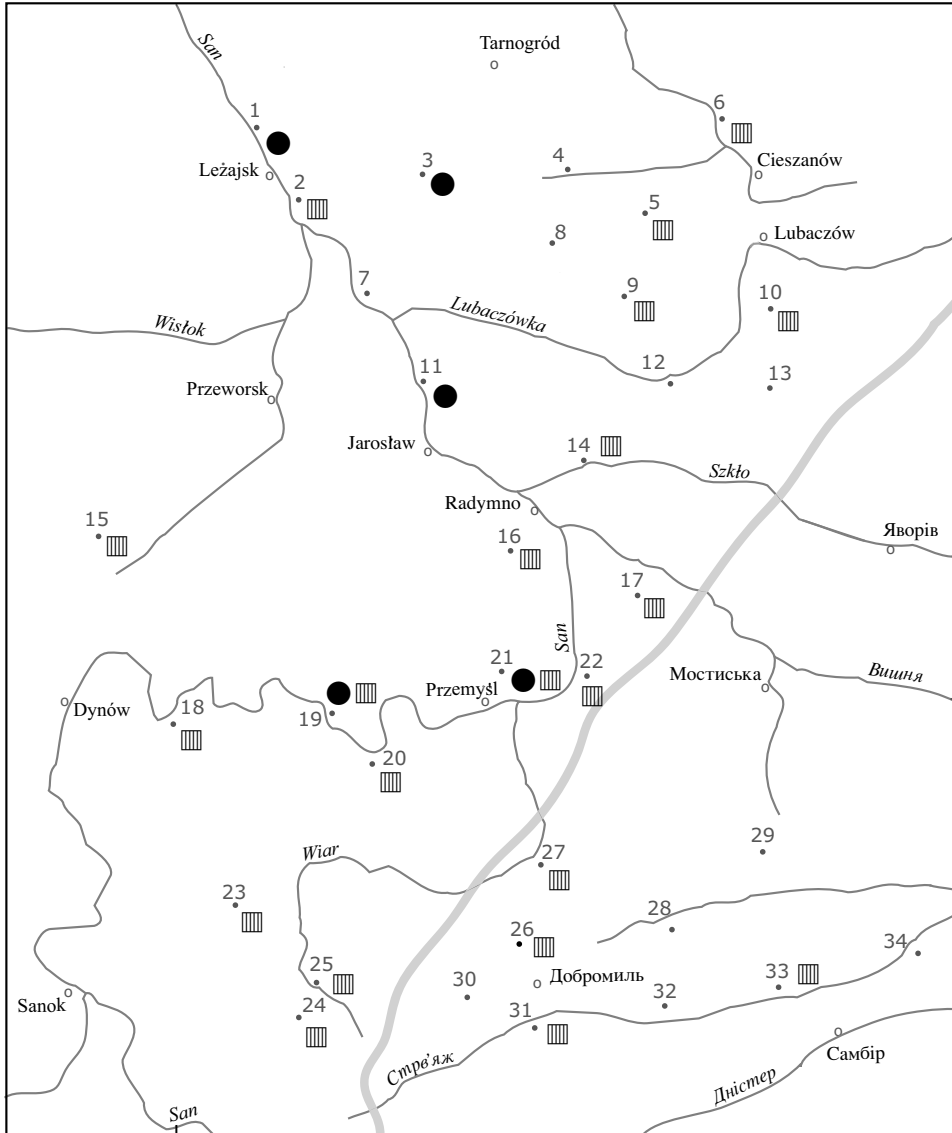 San
Tarnogród
1
6
3
4
Leżajsk
Cieszanów
2
5
8
Lubaczów
7
9
10
Lubaczówka
Wisłok
12
13
11
Przeworsk
14
Jarosław
Szkło
Radymno
15
Яворів
16
17
San
21
22
Мостиська
Вишня
Przemyśl
Dynów
18
19
20
29
Wiar
27
23
28
26
34
25
30
Добромиль
33
Sanok
24
31
32
Самбір
Стрв'яж
Дністер
San